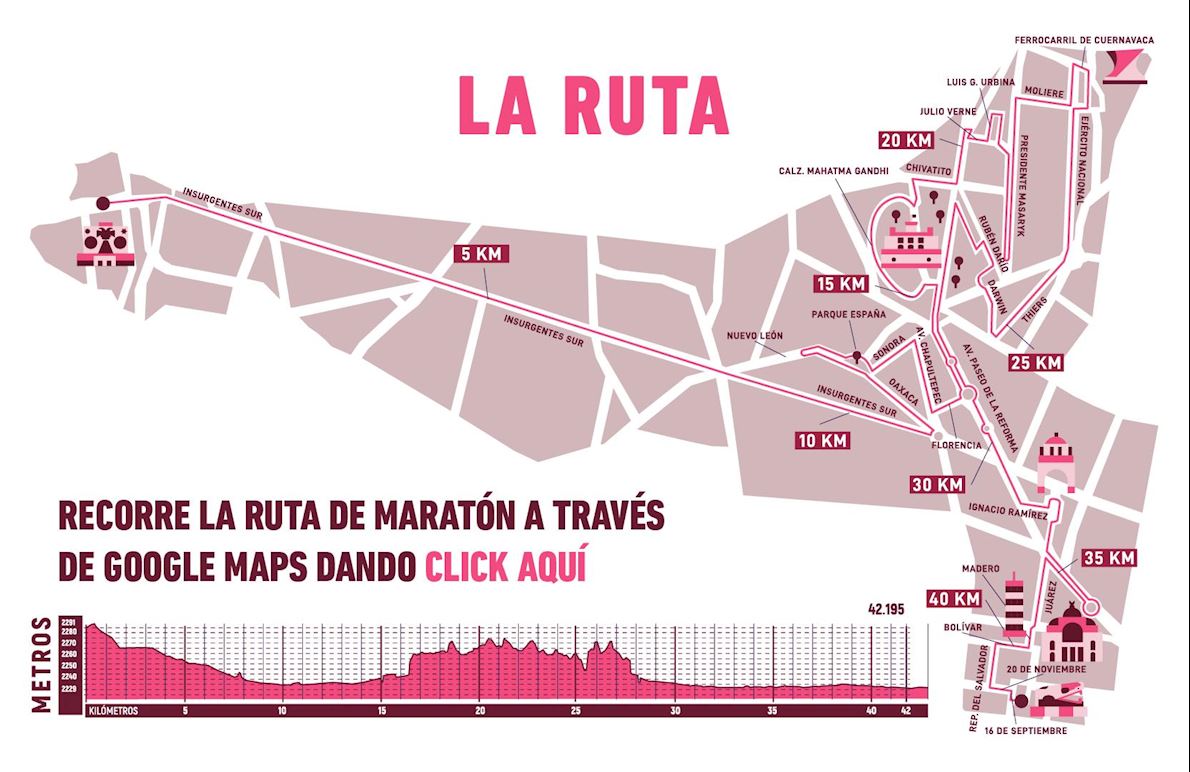 LA RUTA
FERROCARRIL DE CUERNAVACA
LUIS G. URBINA
MOLIERE
JULIO VERNE
20 KM
CHIVATITO
CALZ. MAHATMA GANDHI
PRESIDENTE MASARYK
EJÉRCITO NACIONAL
INSURGENTES SUR
5 KM
RUBÉN DARÍO
15 KM
DARWIN
THIERS
PARQUE ESPAÑA
INSURGENTES SUR
NUEVO LEÓN
SONORA
AV. CHAPULTEPEC
AV. PASEO DE LA REFORMA
25 KM
OAXACA
INSURGENTES SUR
10 KM
FLORENCIA
30 KM
IGNACIO RAMÍREZ
35 KM
MADERO
40 KM
JUÁREZ
BOLÍVAR
20 DE NOVIEMBRE
REP. DEL SALVADOR
16 DE SEPTIEMBRE
RECORRE LA RUTA DE MARATÓN A TRAVÉS
DE GOOGLE MAPS DANDO CLICK AQUÍ
42.195
METROS
2291
2280
2270
2260
2250
2240
2229
KILÓMETROS 5 10 15 20 25 30 35 40 42